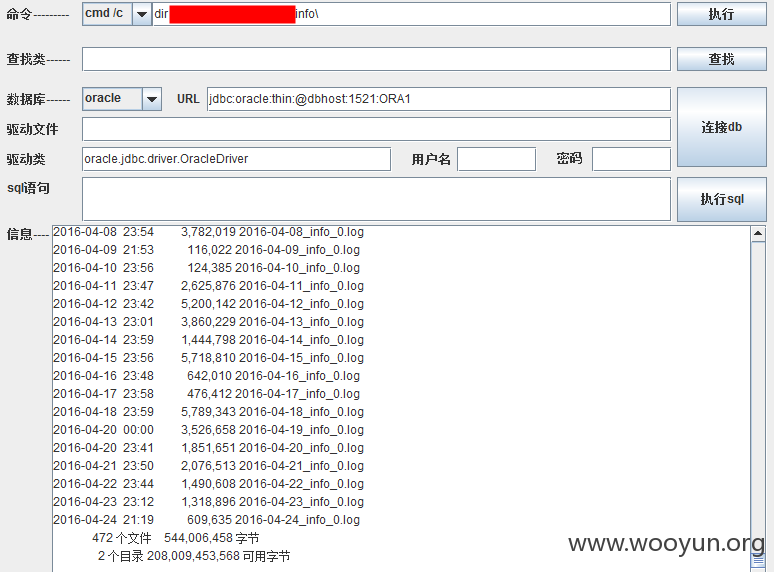 命令--------- cmd /c dir info\ 执行
查找类------ 查找
数据库------ oracle URL jdbc:oracle:thin:@dbhost:1521:ORA1 连接db
驱动文件
驱动类 oracle.jdbc.driver.OracleDriver 用户名 密码
sql语句 执行sql
信息----
2016-04-08 23:54 3,782,019 2016-04-08_info_0.log
2016-04-09 21:53 116,022 2016-04-09_info_0.log
2016-04-10 23:56 124,385 2016-04-10_info_0.log
2016-04-11 23:47 2,625,876 2016-04-11_info_0.log
2016-04-12 23:42 5,200,142 2016-04-12_info_0.log
2016-04-13 23:01 3,860,229 2016-04-13_info_0.log
2016-04-14 23:59 1,444,798 2016-04-14_info_0.log
2016-04-15 23:56 5,718,810 2016-04-15_info_0.log
2016-04-16 23:48 642,010 2016-04-16_info_0.log
2016-04-17 23:58 476,412 2016-04-17_info_0.log
2016-04-18 23:59 5,789,343 2016-04-18_info_0.log
2016-04-20 00:00 3,526,658 2016-04-19_info_0.log
2016-04-20 23:41 1,851,651 2016-04-20_info_0.log
2016-04-21 23:50 2,076,513 2016-04-21_info_0.log
2016-04-22 23:44 1,490,608 2016-04-22_info_0.log
2016-04-23 23:12 1,318,896 2016-04-23_info_0.log
2016-04-24 21:19 609,635 2016-04-24_info_0.log
472 个文件 544,006,458 字节
2 个目录 208,009,453,568 可用字节
www.wooyun.org